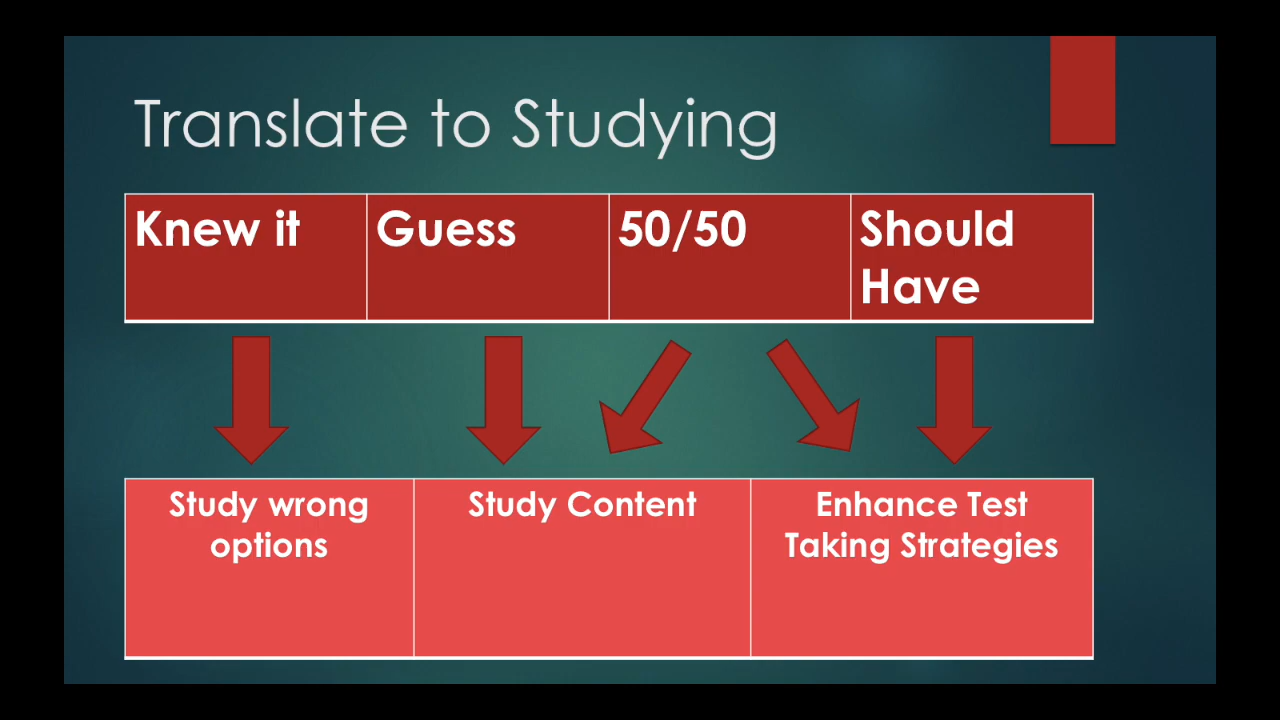 Translate to Studying
Knew it
Guess
50/50
Should
Have
Study wrong
options
Study Content
Enhance Test
Taking Strategies